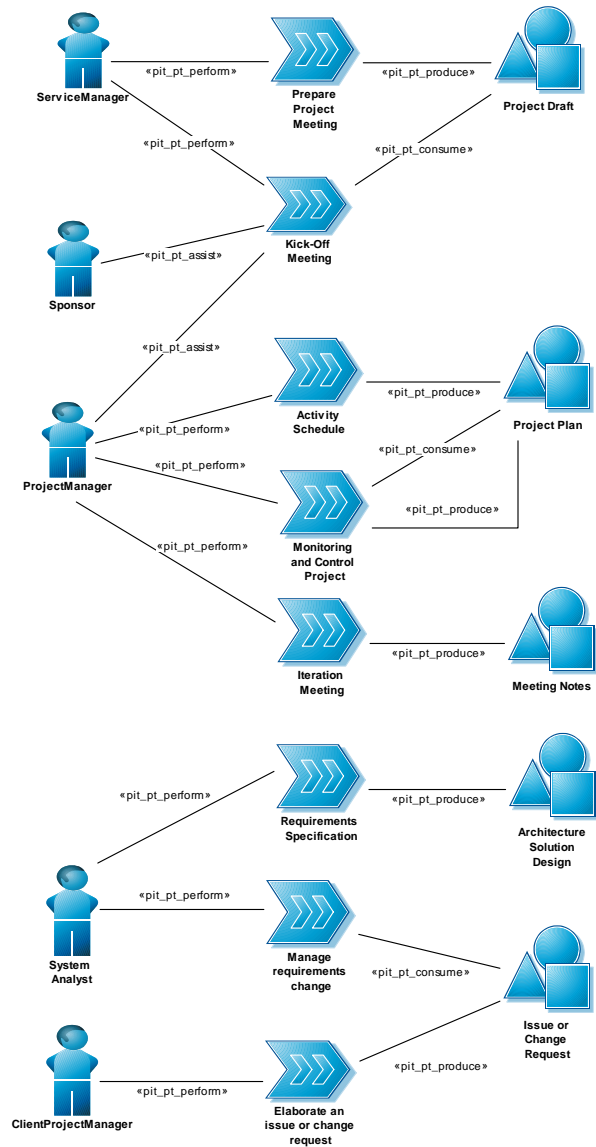 «pit_pt_perform»
«pit_pt_produce»
ServiceManager
Prepare
Project
Meeting
Project Draft
«pit_pt_perform»
«pit_pt_consume»
Kick-Off
Meeting
«pit_pt_assist»
Sponsor
«pit_pt_assist»
«pit_pt_produce»
Activity
Schedule
Project Plan
«pit_pt_perform»
«pit_pt_consume»
«pit_pt_perform»
ProjectManager
«pit_pt_produce»
«pit_pt_perform»
Monitoring
and Control
Project
«pit_pt_produce»
Iteration
Meeting
Meeting Notes
«pit_pt_perform»
«pit_pt_produce»
Requirements
Specification
Architecture
Solution
Design
«pit_pt_perform»
System
Analyst
Manage
requirements
change
«pit_pt_consume»
Issue or
Change
Request
«pit_pt_produce»
«pit_pt_perform»
ClientProjectManager
Elaborate an
issue or change
request